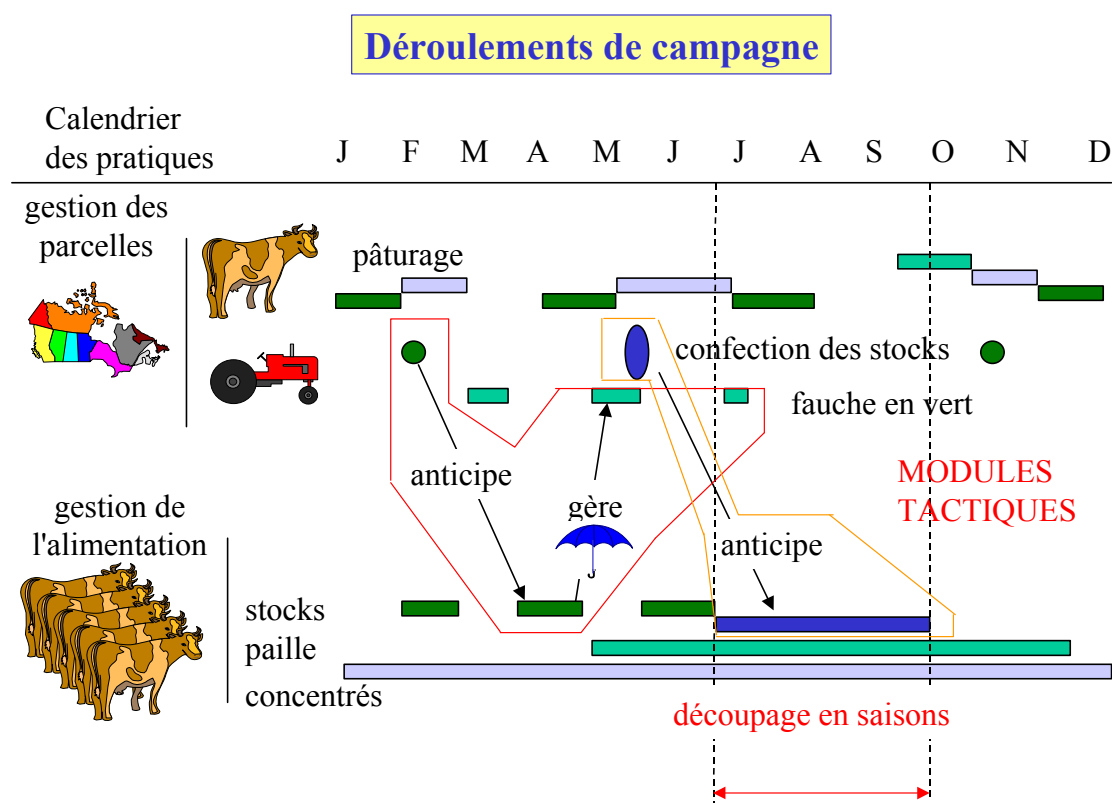 Déroulements de campagne
Calendrier
des pratiques
J F M A M J J A S O N D
gestion des
parcelles
pâturage
confection des stocks
fauche en vert
anticipe
gère
MODULES
TACTIQUES
gestion de
l'alimentation
anticipe
stocks
paille
concentrés
découpage en saisons